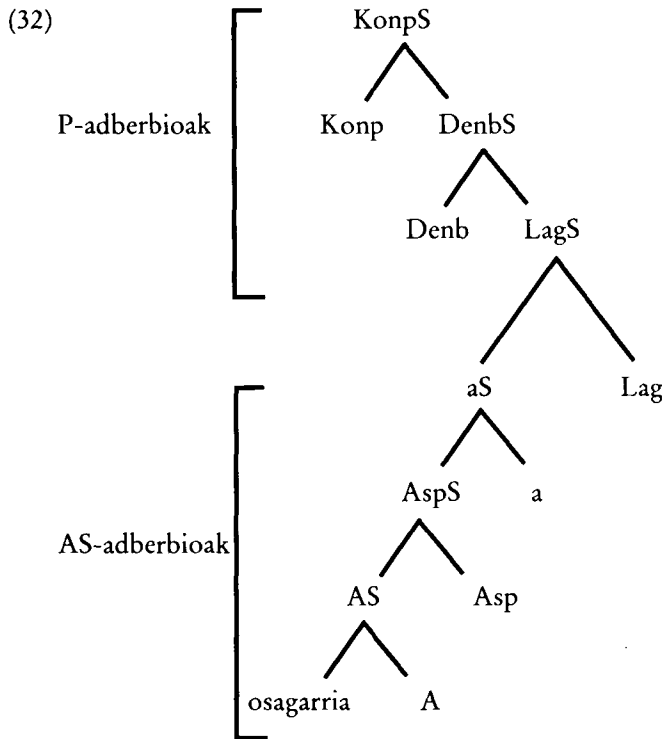 (32)
KonpS
P-adberbioak
Konp DenbS
Denb LagS
aS Lag
AspS a
AS-adberbioak
AS Asp
osagarria A